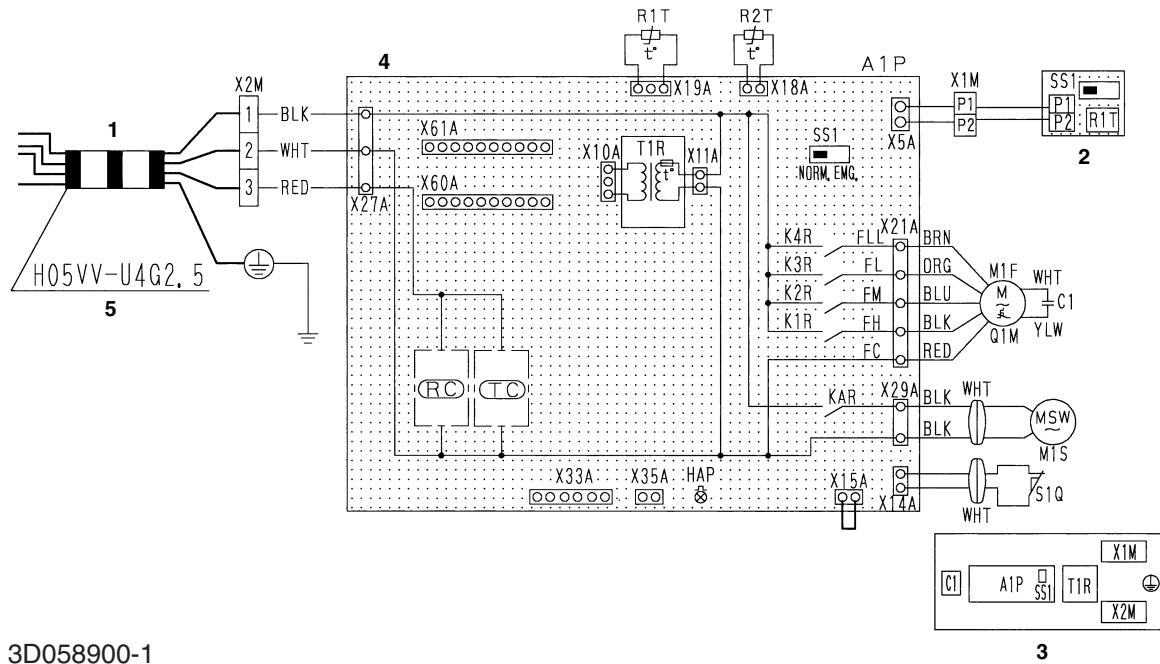 R1T
R2T
t°
t°
4
A1P
X2M
X19A
X18A
X1M
SS1
1
BLK
P1
P1
R1T
P2
P2
X5A
1
X61A
SS1
2
WHT
X10A
T1R
X11A
t°
NORM. EMG.
2
3
RED
X60A
X27A
X21A
K4R
FLL
BRN
K3R
FL
ORG
M1F
WHT
H05VV-U4G2.5
K2R
FM
BLU
M
~
C1
5
K1R
FH
BLK
Q1M
YLW
FC
RED
RC
TC
KAR
X29A
BLK
WHT
MSW
~
BLK
M1S
X33A
X35A
HAP
X15A
X14A
S1Q
WHT
X1M
C1
A1P
SS1
T1R
X2M
3D058900-1
3